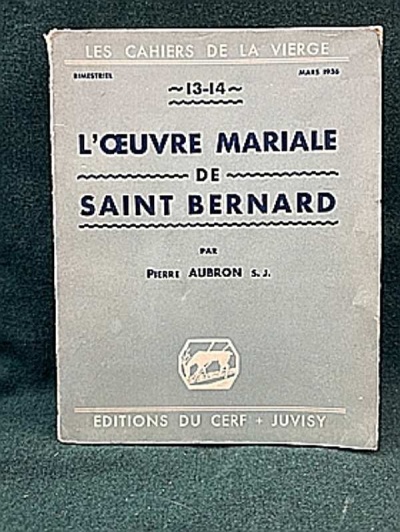 LES CAHIERS DE LA VIERGE
BIMESTRIEL MARS 1936
~13-14~
L'ŒUVRE MARIALE
DE
SAINT BERNARD
PAR
PIERRE AUBRON S. J.
EDITIONS DU CERF + JUVISY